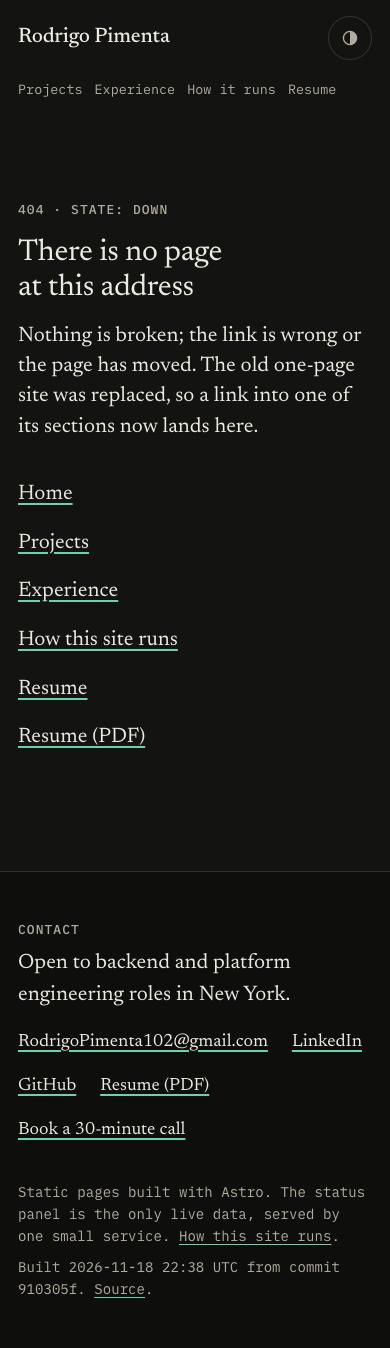 Rodrigo Pimenta
Projects Experience How it runs Resume
404 · STATE: DOWN
There is no page
at this address
Nothing is broken; the link is wrong or
the page has moved. The old one-page
site was replaced, so a link into one of
its sections now lands here.
Home
Projects
Experience
How this site runs
Resume
Resume (PDF)
CONTACT
Open to backend and platform
engineering roles in New York.
RodrigoPimenta102@gmail.com LinkedIn
GitHub Resume (PDF)
Book a 30-minute call
Static pages built with Astro. The status
panel is the only live data, served by
one small service. How this site runs.
Built 2026-11-18 22:38 UTC from commit
910305f. Source.